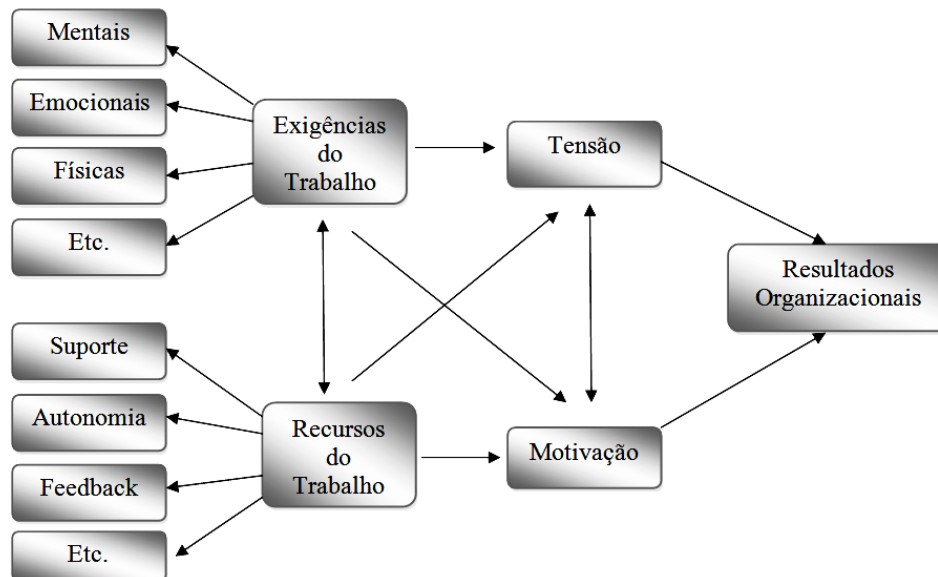 Mentais
Emocionais
Físicas
Etc.
Exigências
do
Trabalho
Tensão
Resultados
Organizacionais
Suporte
Autonomia
Feedback
Etc.
Recursos
do
Trabalho
Motivação